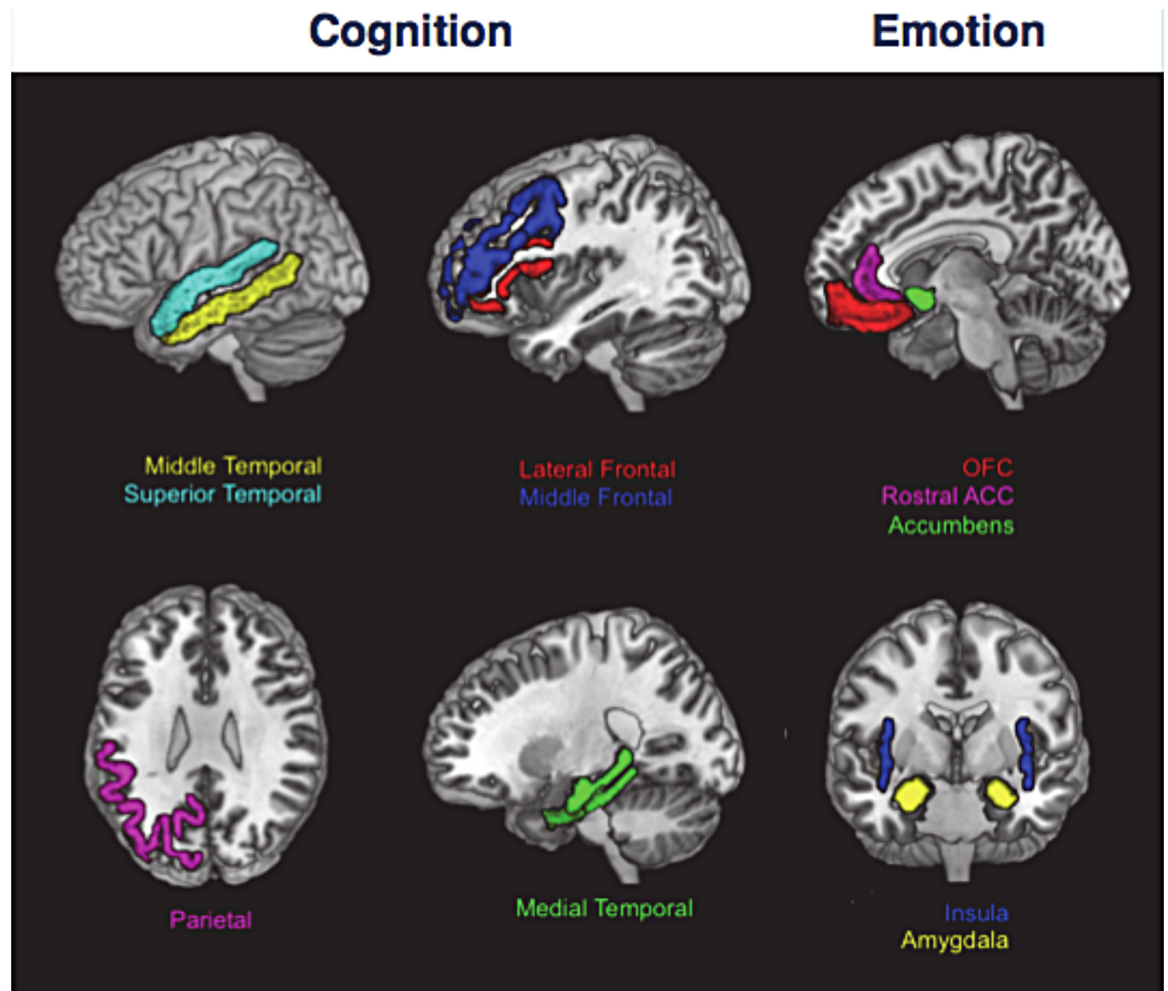 Cognition
Emotion
Middle Temporal
Superior Temporal
Lateral Frontal
Middle Frontal
OFC
Rostral ACC
Accumbens
Parietal
Medial Temporal
Insula
Amygdala